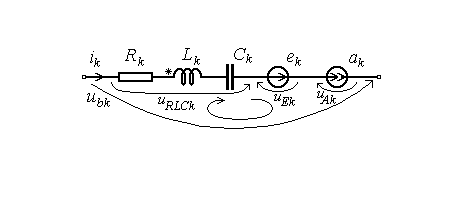 i_k R_k * L_k C_k e_k a_k
u_bk u_RLCk u_Ek u_Ak